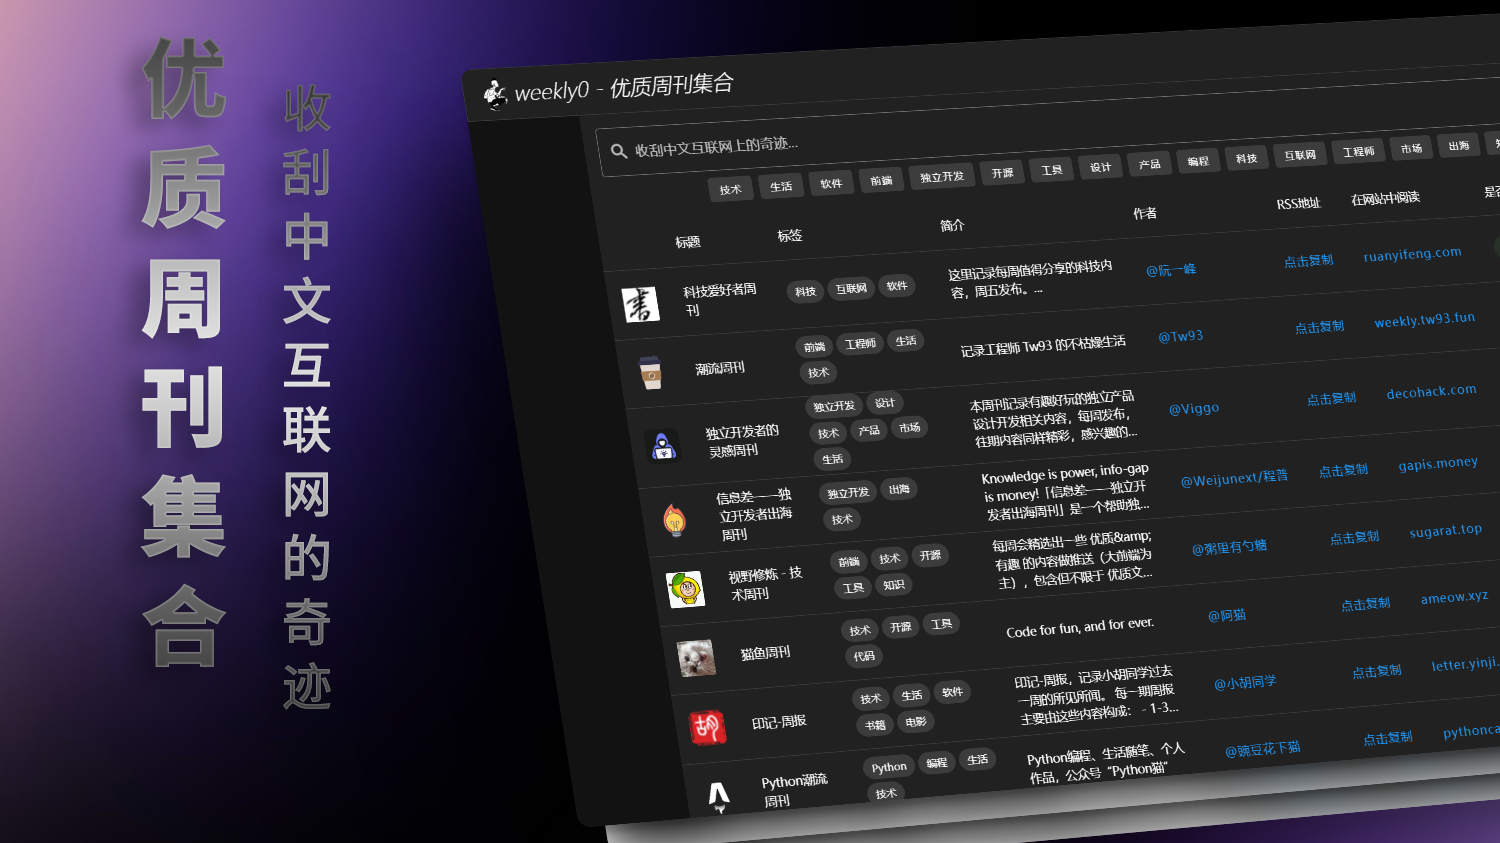 优质周刊集合
收刮中文互联网的奇迹
weekly0 - 优质周刊集合
收刮中文互联网上的奇迹...
技术 生活 软件 前端 独立开发 开源 工具 设计 产品 编程 科技 互联网 工程师 市场 出海
标题 标签 简介 作者 RSS地址 在网站中阅读 是否
科技爱好者周
刊
科技 互联网 软件
这里记录每周值得分享的科技内
容，周五发布。...
@阮一峰 点击复制 ruanyifeng.com
潮流周刊
前端 工程师 生活
技术
记录工程师 Tw93 的不枯燥生活
@Tw93 点击复制 weekly.tw93.fun
独立开发者的
灵感周刊
独立开发 设计
技术 产品 市场
生活
本周刊记录有趣好玩的独立产品
设计开发相关内容，每周发布，
往期内容同样精彩，感兴趣的...
@Viggo 点击复制 decohack.com
信息差——独
立开发者出海
周刊
独立开发 出海
技术
Knowledge is power, info-gap
is money!「信息差——独立开
发者出海周刊」是一个帮助独...
@Weijunext/程普 点击复制 gapis.money
视野修炼 - 技
术周刊
前端 技术 开源
工具 知识
每周会精选出一些 优质&amp;
有趣 的内容做推送（大前端为
主），包含但不限于 优质文...
@粥里有勺糖 点击复制 sugarat.top
猫鱼周刊
技术 开源 工具
代码
Code for fun, and for ever.
@阿猫 点击复制 ameow.xyz
胡
印记-周报
技术 生活 软件
书籍 电影
印记-周报，记录小胡同学过去
一周的所见所闻。 每一期周报
主要由这些内容构成： - 1-3...
@小胡同学 点击复制 letter.yinji.
Python潮流
周刊
Python 编程 生活
技术
Python编程、生活随笔、个人
作品，公众号“Python猫”
@豌豆花下猫 点击复制 pythonca